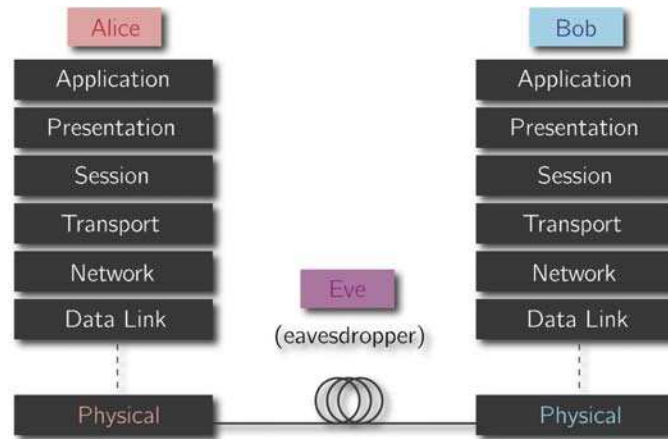 Alice
Bob
Application
Application
Presentation
Presentation
Session
Session
Transport
Transport
Network
Network
Eve
Data Link
(eavesdropper)
Data Link
Physical
Physical